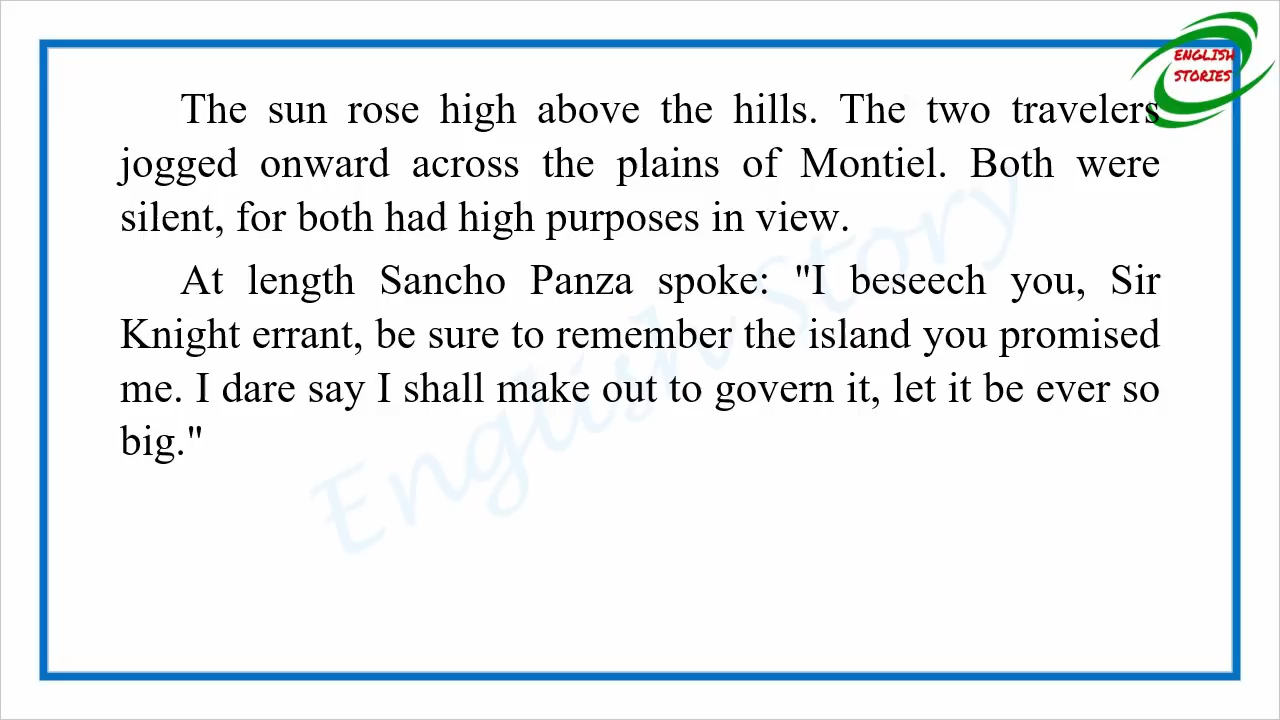 ENGLISH
STORIES
The sun rose high above the hills. The two travelers
jogged onward across the plains of Montiel. Both were
silent, for both had high purposes in view.
At length Sancho Panza spoke: "I beseech you, Sir
Knight errant, be sure to remember the island you promised
me. I dare say I shall make out to govern it, let it be ever so
big."
English Story